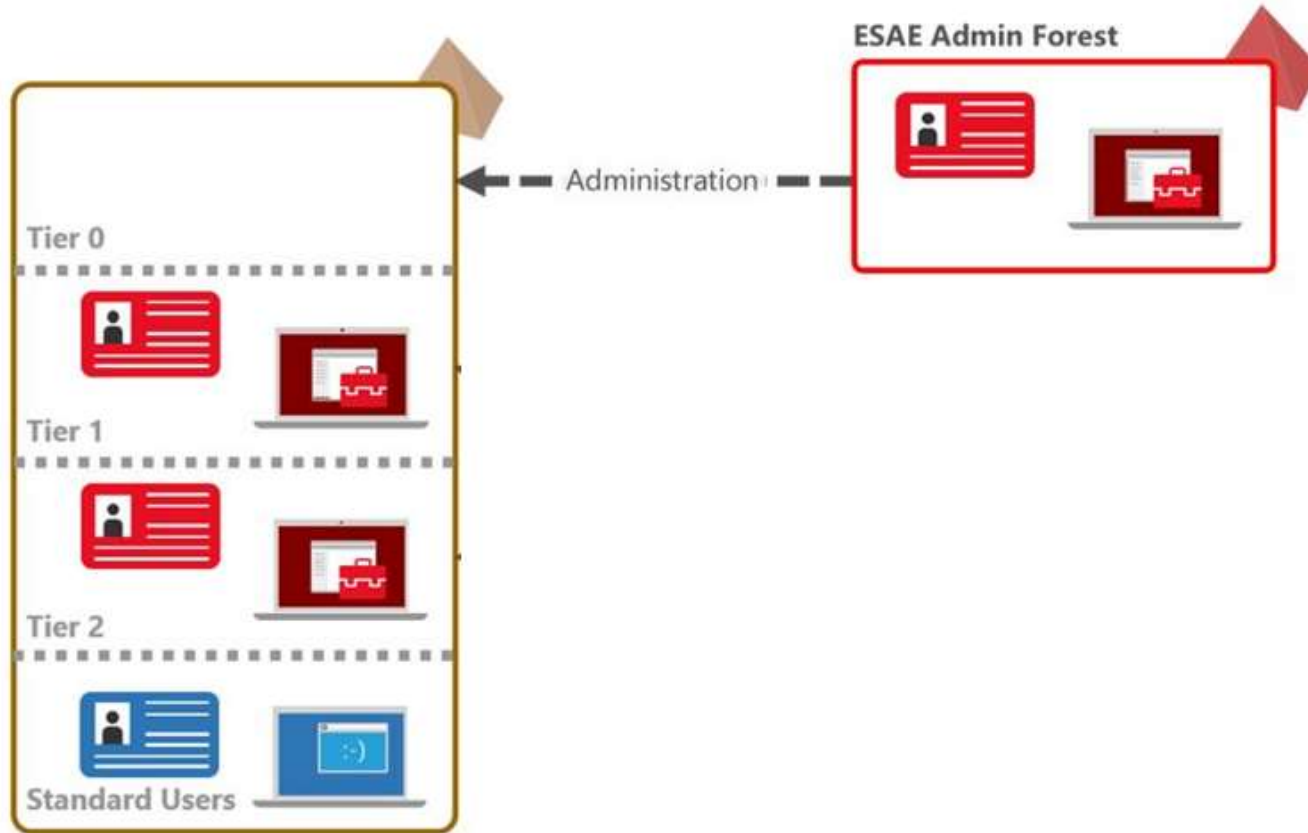 ESAE Admin Forest
Administration
Tier 0
Tier 1
Tier 2
:-)
Standard Users